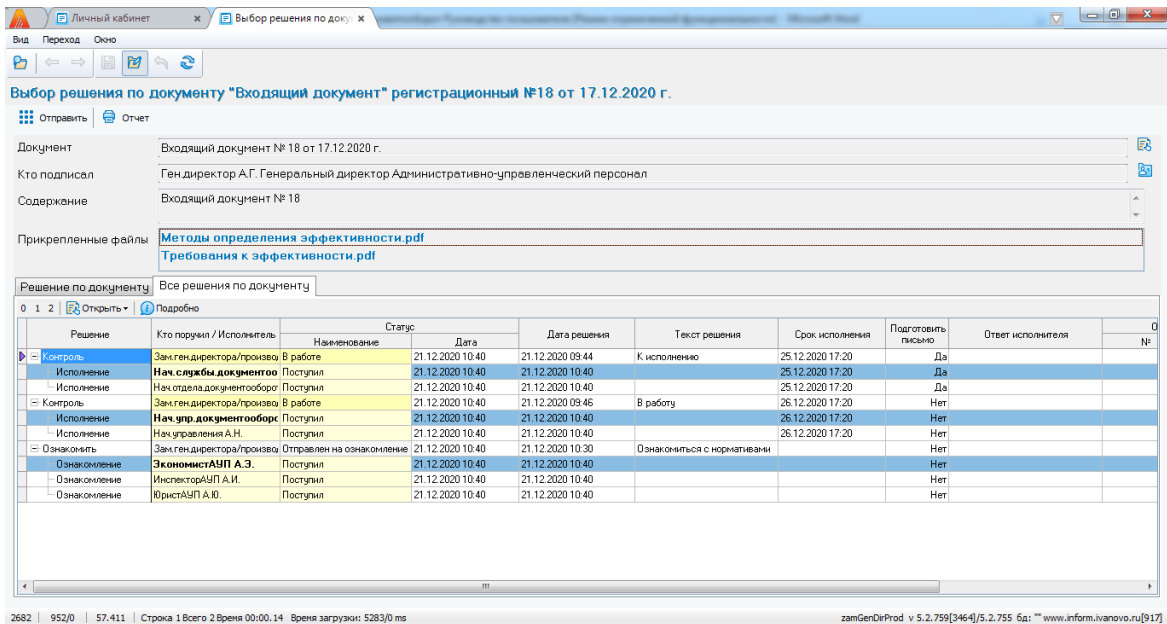 Личный кабинет
Выбор решения по доку
Вид Переход Окно
Выбор решения по документу "Входящий документ" регистрационный №18 от 17.12.2020 г.
Отправить Отчет
Документ Входящий документ № 18 от 17.12.2020 г.
Кто подписал Ген.директор А.Г. Генеральный директор Административно-управленческий персонал
Содержание Входящий документ № 18
Прикрепленные файлы Методы определения эффективности.pdf
Требования к эффективности.pdf
Решение по документу Все решения по документу
0 1 2 Открыть Подробно
Решение Кто поручил / Исполнитель Статус Дата решения Текст решения Срок исполнения Подготовить письмо Ответ исполнителя О
Наименование Дата №
Контроль Зам.ген.директора/произво В работе 21.12.2020 10:40 21.12.2020 09:44 К исполнению 25.12.2020 17:20 Да
Исполнение Нач.службы.документоо Поступил 21.12.2020 10:40 21.12.2020 10:40 25.12.2020 17:20 Да
Исполнение Нач.отдела.документооборот Поступил 21.12.2020 10:40 21.12.2020 10:40 25.12.2020 17:20 Да
Контроль Зам.ген.директора/произво В работе 21.12.2020 10:40 21.12.2020 09:46 В работу 26.12.2020 17:20 Нет
Исполнение Нач.упр.документооборо Поступил 21.12.2020 10:40 21.12.2020 10:40 26.12.2020 17:20 Нет
Исполнение Нач.управления А.Н. Поступил 21.12.2020 10:40 21.12.2020 10:40 26.12.2020 17:20 Нет
Ознакомить Зам.ген.директора/произво Отправлен на ознакомление 21.12.2020 10:40 21.12.2020 10:30 Ознакомиться с нормативами Нет
Ознакомление ЭкономистАУП А.Э. Поступил 21.12.2020 10:40 21.12.2020 10:40 Нет
Ознакомление ИнспекторАУП А.И. Поступил 21.12.2020 10:40 21.12.2020 10:40 Нет
Ознакомление ЮристАУП А.Ю. Поступил 21.12.2020 10:40 21.12.2020 10:40 Нет
2682 952/0 57.411 Строка 1 Всего 2 Время 00:00.14 Время загрузки: 5283/0 ms zamGenDirProd v 5.2.759[3464]/5.2.755 бд: "" www.inform.ivanovo.ru[917]